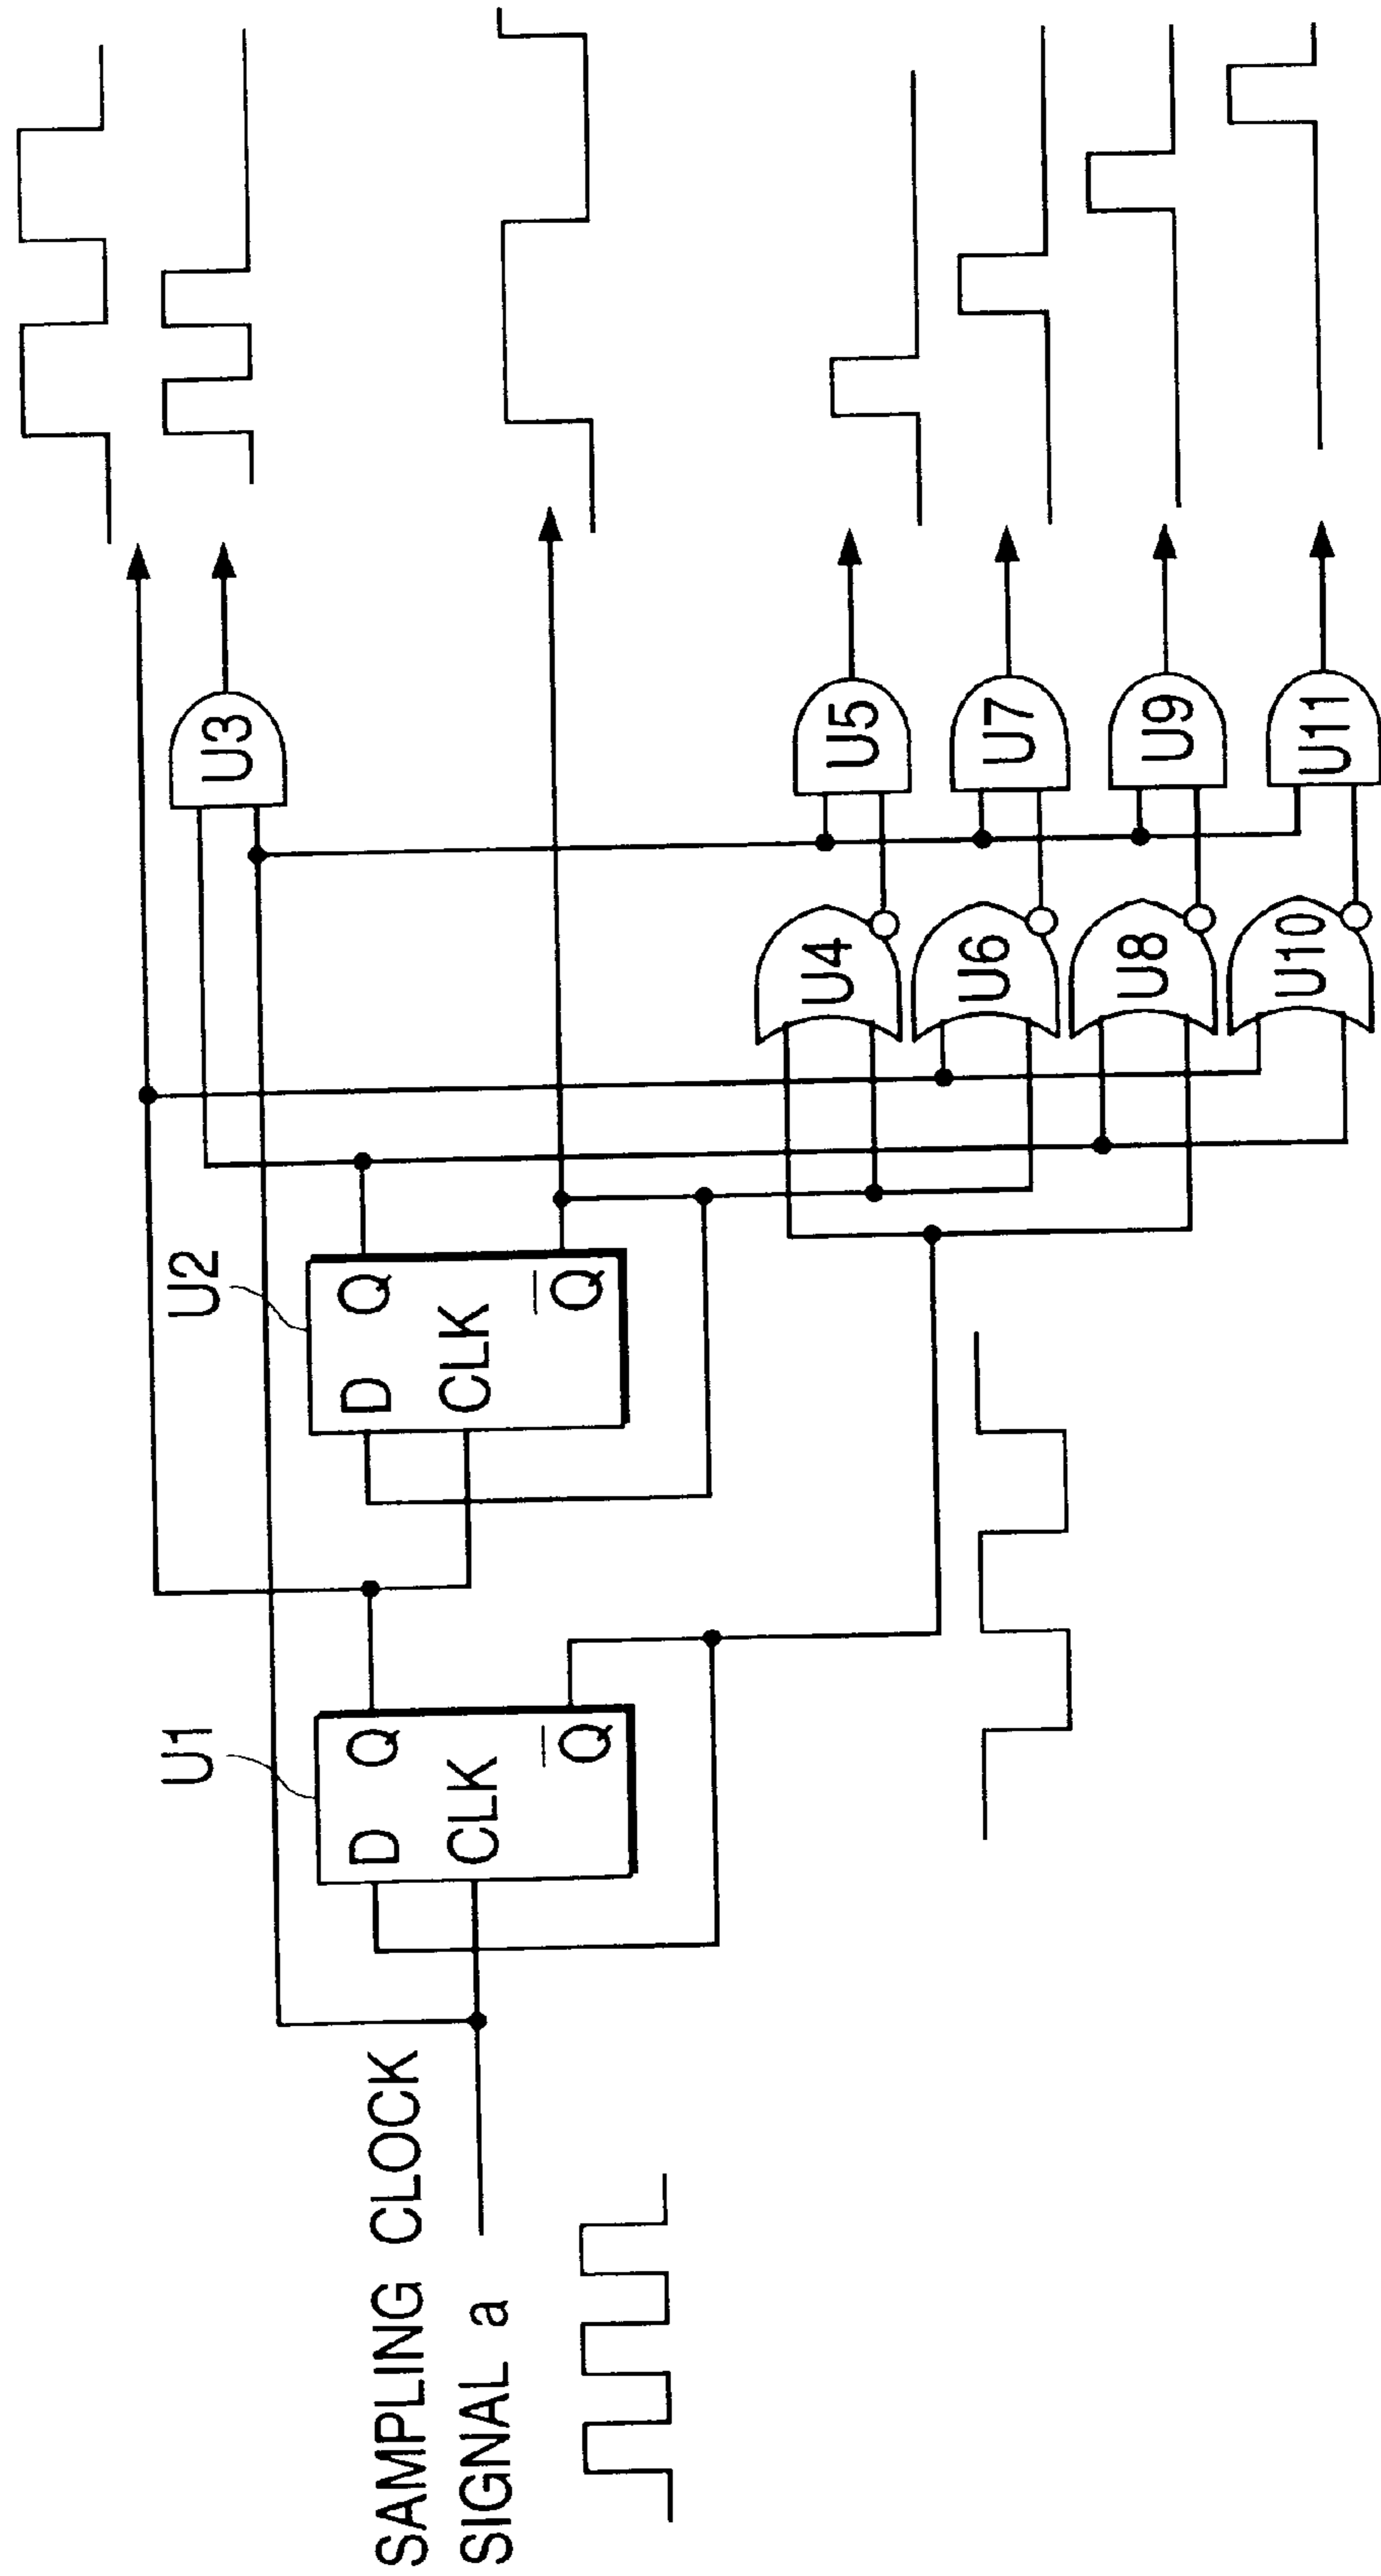 SAMPLING CLOCK
SIGNAL a
U1
D Q
CLK
Q
U2
D Q
CLK
Q
U3
U4
U5
U6
U7
U8
U9
U10
U11